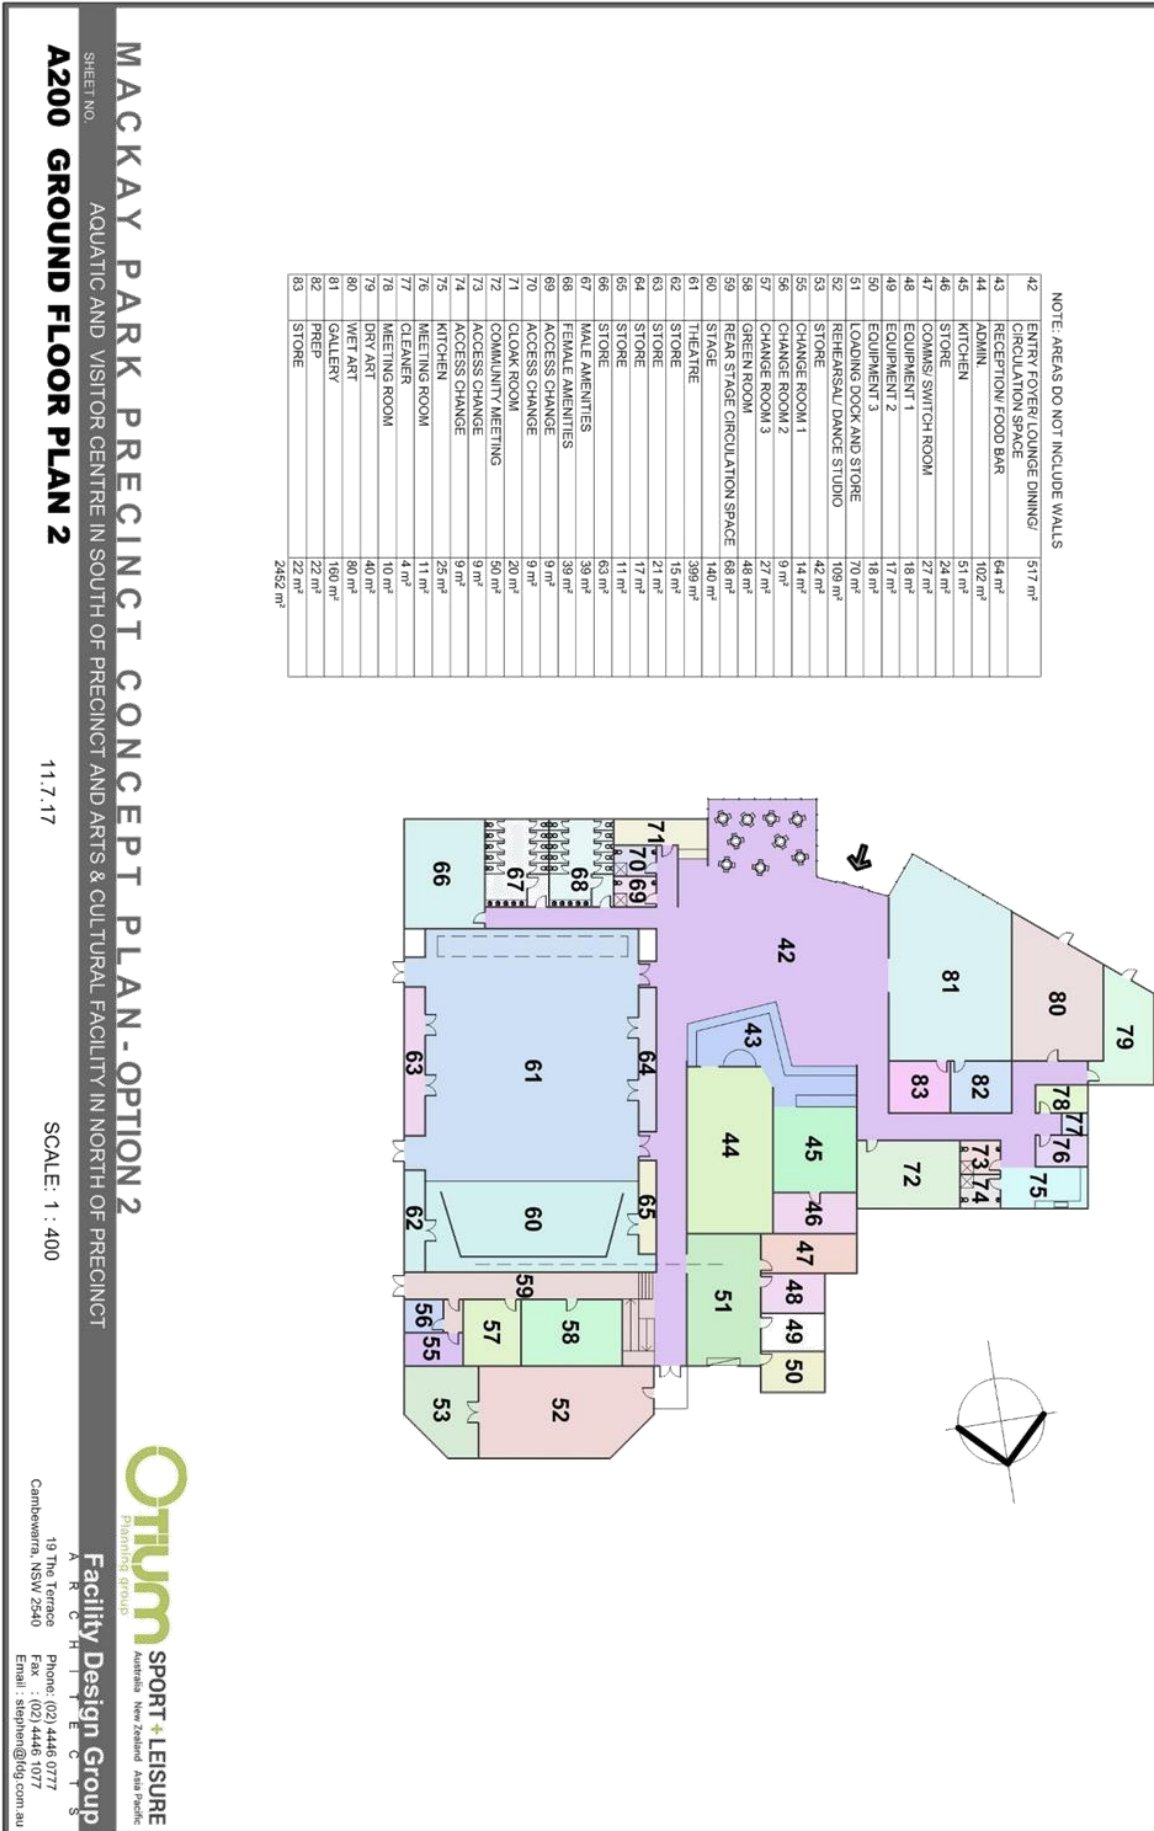 NOTE: AREAS DO NOT INCLUDE WALLS
42 ENTRY FOYER/ LOUNGE DINING/ CIRCULATION SPACE 517 m²
43 RECEPTION/ FOOD BAR 64 m²
44 ADMIN. 102 m²
45 KITCHEN 51 m²
46 STORE 24 m²
47 COMMS/ SWITCH ROOM 27 m²
48 EQUIPMENT 1 18 m²
49 EQUIPMENT 2 17 m²
50 EQUIPMENT 3 18 m²
51 LOADING DOCK AND STORE 70 m²
52 REHEARSAL/ DANCE STUDIO 109 m²
53 STORE 42 m²
55 CHANGE ROOM 1 14 m²
56 CHANGE ROOM 2 9 m²
57 CHANGE ROOM 3 27 m²
58 GREEN ROOM 48 m²
59 REAR STAGE CIRCULATION SPACE 68 m²
60 STAGE 140 m²
61 THEATRE 399 m²
62 STORE 15 m²
63 STORE 21 m²
64 STORE 17 m²
65 STORE 11 m²
66 STORE 63 m²
67 MALE AMENITIES 39 m²
68 FEMALE AMENITIES 39 m²
69 ACCESS CHANGE 9 m²
70 ACCESS CHANGE 9 m²
71 CLOAK ROOM 20 m²
72 COMMUNITY MEETING 50 m²
73 ACCESS CHANGE 9 m²
74 ACCESS CHANGE 9 m²
75 KITCHEN 25 m²
76 MEETING ROOM 11 m²
77 CLEANER 4 m²
78 MEETING ROOM 10 m²
79 DRY ART 40 m²
80 WET ART 80 m²
81 GALLERY 160 m²
82 PREP 22 m²
83 STORE 22 m²
2452 m²
79
80
81
78
77
76
75
82
83
73
74
72
42
43
45
46
44
47
48
49
50
51
71
70
69
68
67
66
64
61
63
65
60
62
59
58
57
56
55
52
53
OTIUM
Planning group
SPORT+LEISURE
Australia New Zealand Asia Pacific
MACKAY PARK PRECINCT CONCEPT PLAN - OPTION 2
SHEET NO.
AQUATIC AND VISITOR CENTRE IN SOUTH OF PRECINCT AND ARTS & CULTURAL FACILITY IN NORTH OF PRECINCT
Facility Design Group
ARCHITECTS
A200 GROUND FLOOR PLAN 2
11.7.17
SCALE: 1 : 400
19 The Terrace
Cambewarra, NSW 2540
Phone: (02) 4446 0777
Fax : (02) 4446 1077
Email : stephen@fdg.com.au